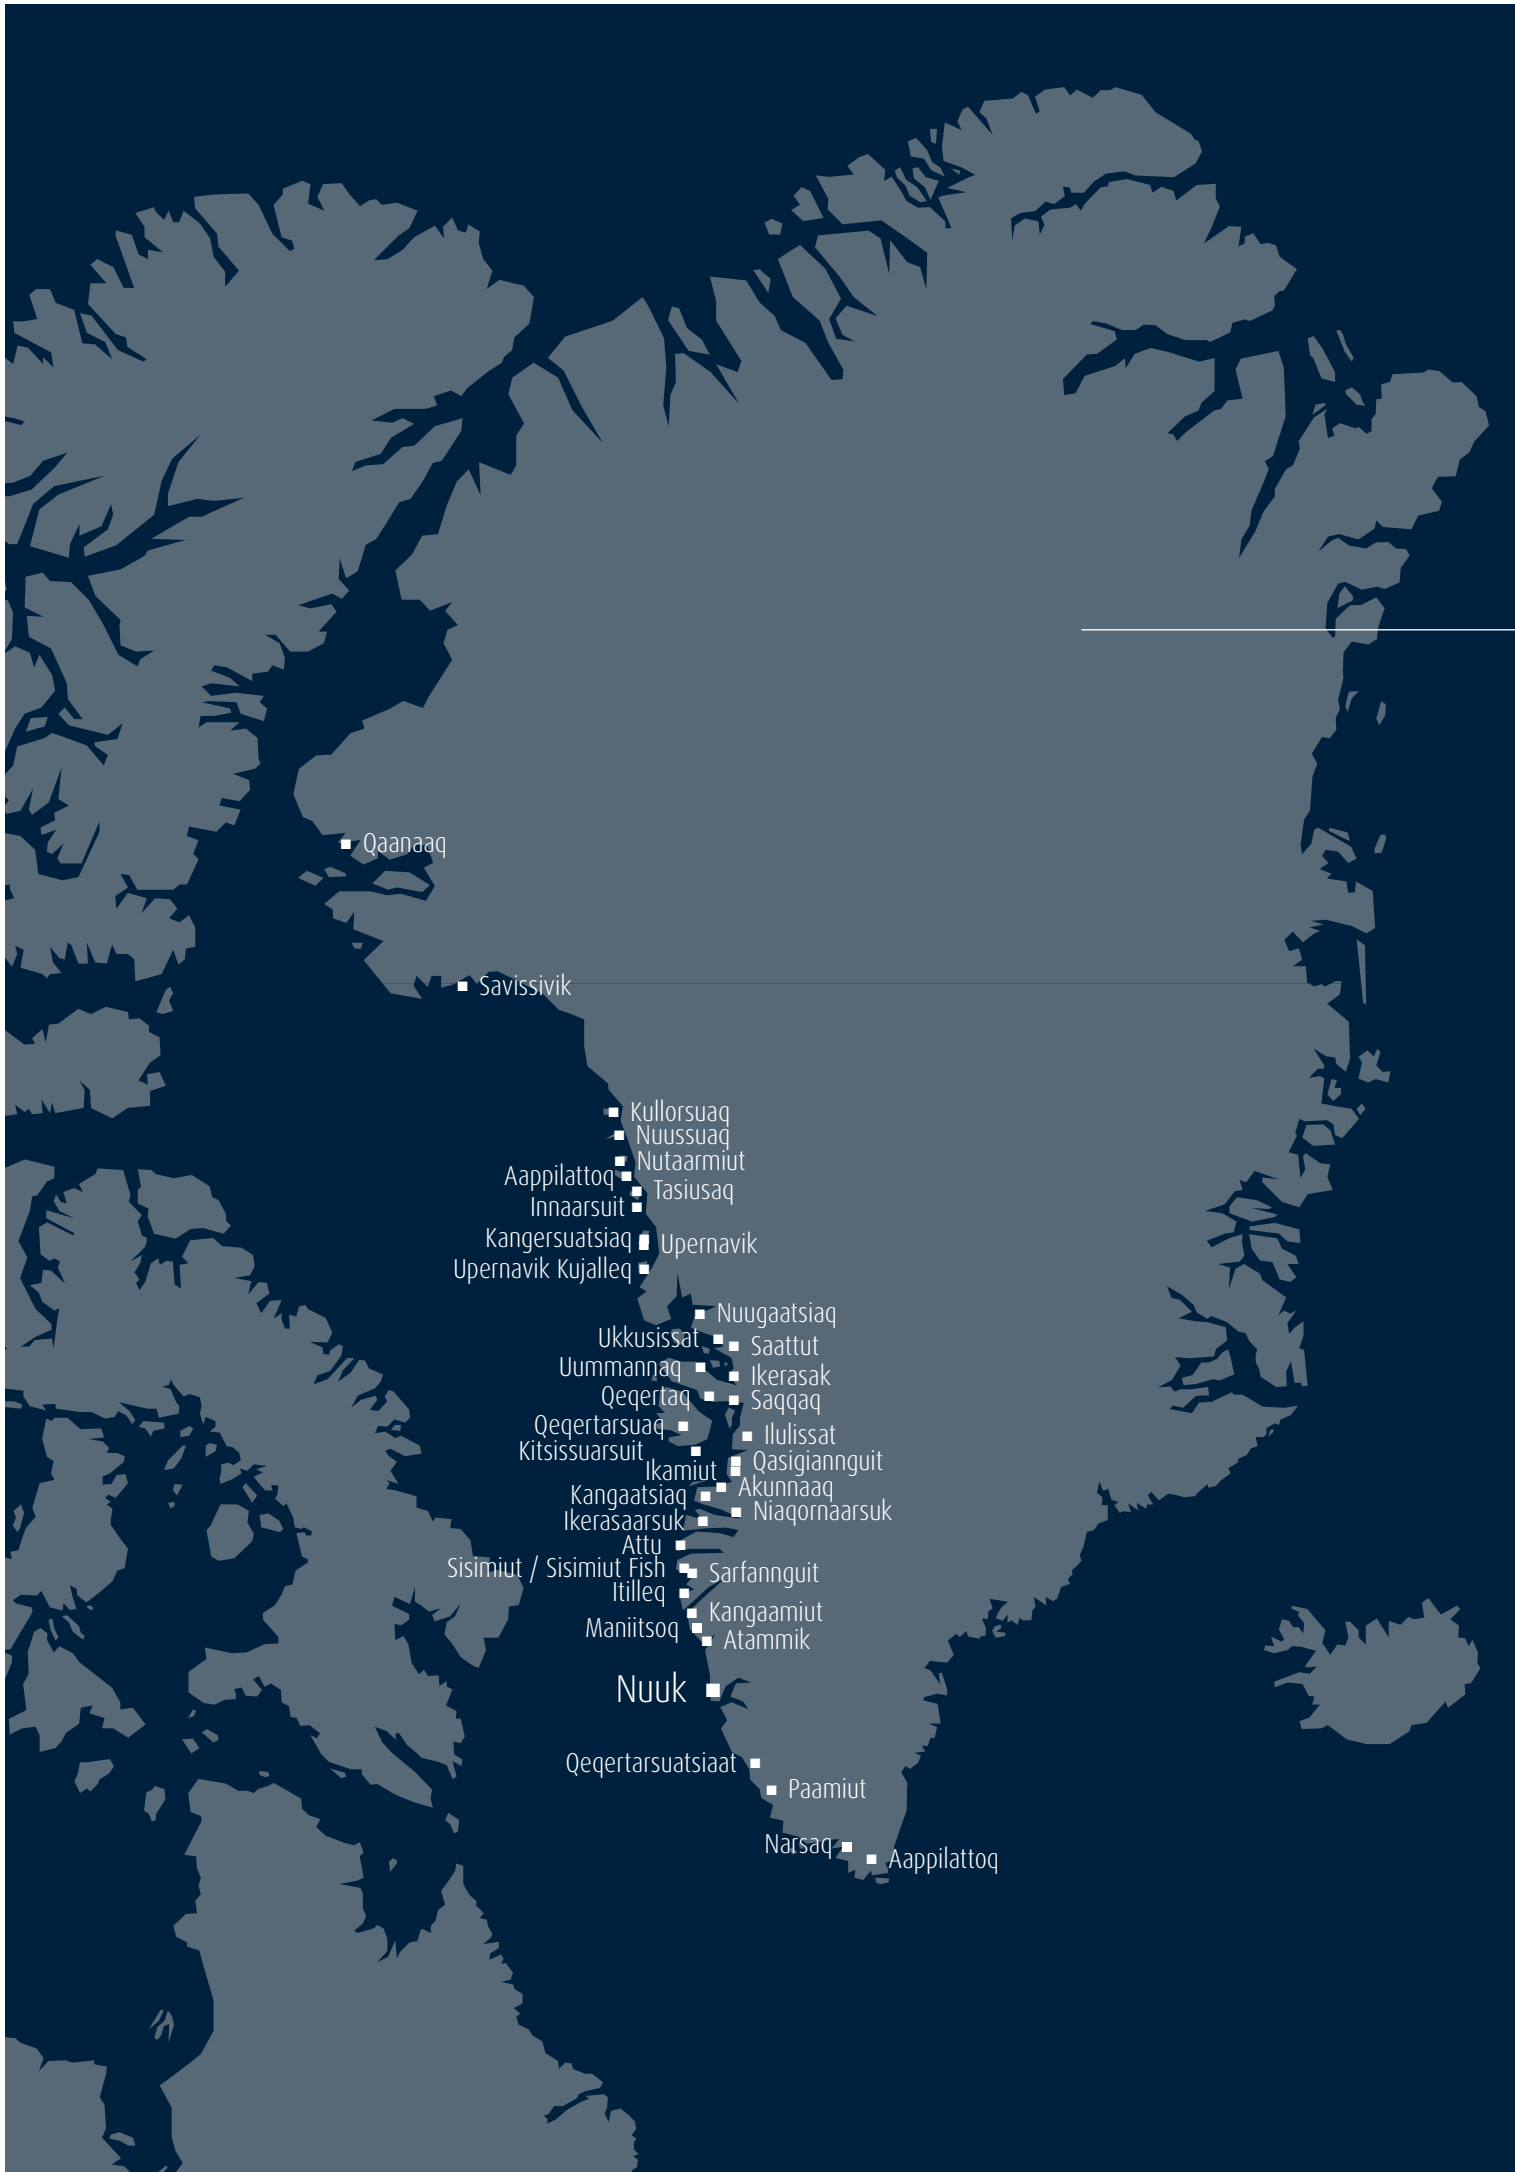 Qaanaaq
Savissivik
Kullorsuaq
Nuussuaq
Nutaarmiut
Aappilattoq
Tasiusaq
Innaarsuit
Kangersuatsiaq
Upernavik
Upernavik Kujalleq
Nuugaatsiaq
Ukkusissat
Saattut
Uummannaq
Ikerasak
Qeqertaq
Saqqaq
Qeqertarsuaq
Ilulissat
Kitsissuarsuit
Qasigiannguit
Ikamiut
Akunnaaq
Kangaatsiaq
Niaqornaarsuk
Ikerasaarsuk
Attu
Sisimiut / Sisimiut Fish
Sarfannguit
Itilleq
Kangaamiut
Maniitsoq
Atammik
Nuuk
Qeqertarsuatsiaat
Paamiut
Narsaq
Aappilattoq